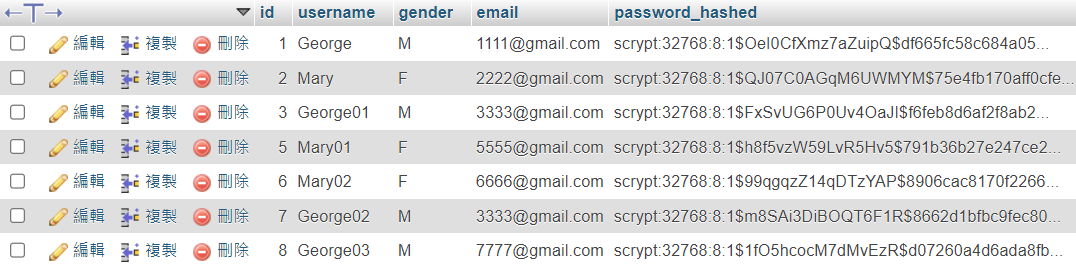 id username gender email password_hashed
編輯 複製 刪除 1 George M 1111@gmail.com scrypt:32768:8:1$Oel0CfXmz7aZuipQ$df665fc58c684a05...
編輯 複製 刪除 2 Mary F 2222@gmail.com scrypt:32768:8:1$QJ07C0AGqM6UWMYM$75e4fb170aff0cfe...
編輯 複製 刪除 3 George01 M 3333@gmail.com scrypt:32768:8:1$FxSvUG6P0Uv4OaJI$f6feb8d6af2f8ab2...
編輯 複製 刪除 5 Mary01 F 5555@gmail.com scrypt:32768:8:1$h8f5vzW59LvR5Hv5$791b36b27e247ce2...
編輯 複製 刪除 6 Mary02 F 6666@gmail.com scrypt:32768:8:1$99qgqzZ14qDTzYAP$8906cac8170f2266...
編輯 複製 刪除 7 George02 M 3333@gmail.com scrypt:32768:8:1$m8SAi3DiBOQT6F1R$8662d1bfbc9fec80...
編輯 複製 刪除 8 George03 M 7777@gmail.com scrypt:32768:8:1$1fO5hcocM7dMvEzR$d07260a4d6ada8fb...